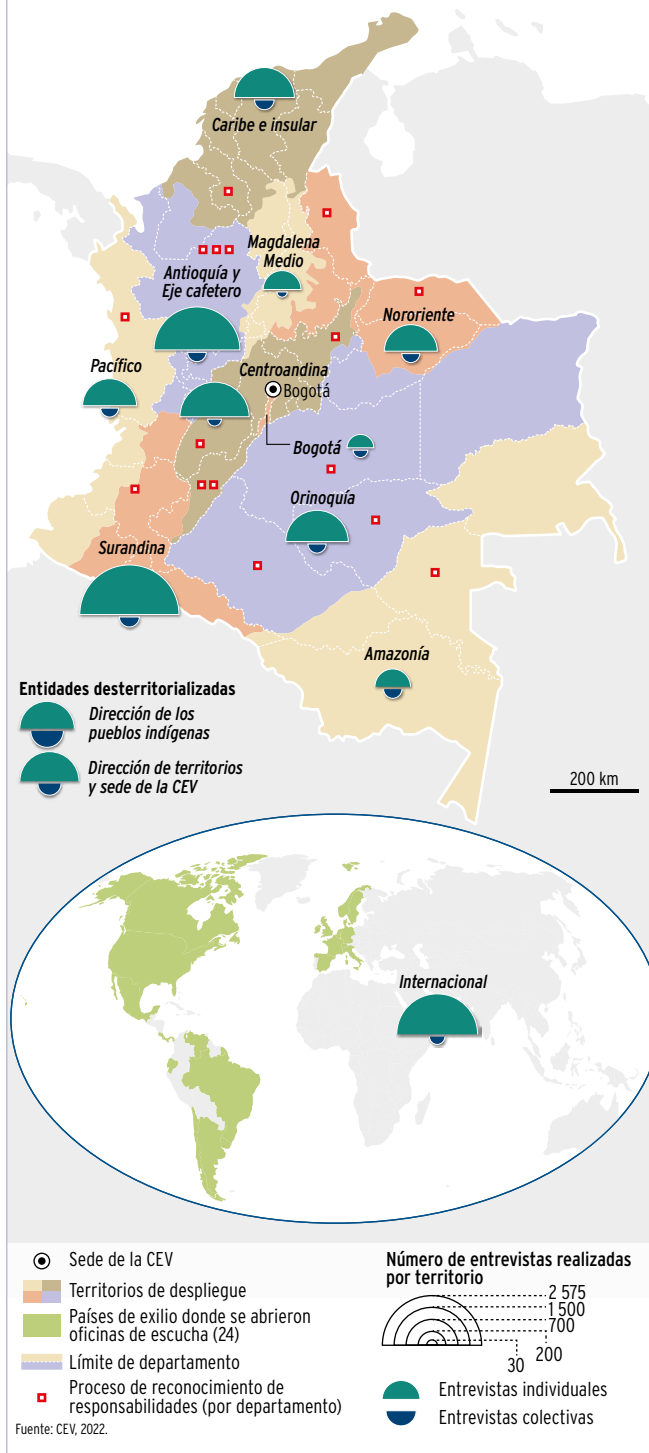 Caribe e insular
Magdalena
Medio
Antioquía y
Eje cafetero
Nororiente
Pacífico
Centroandina
Bogotá
Bogotá
Orinoquía
Surandina
Amazonía
Entidades desterritorializadas
Dirección de los
pueblos indígenas
Dirección de territorios
y sede de la CEV
200 km
Internacional
Sede de la CEV
Territorios de despliegue
Países de exilio donde se abrieron
oficinas de escucha (24)
Límite de departamento
Proceso de reconocimiento de
responsabilidades (por departamento)
Fuente: CEV, 2022.
Número de entrevistas realizadas
por territorio
2 575
1 500
700
200
30
Entrevistas individuales
Entrevistas colectivas